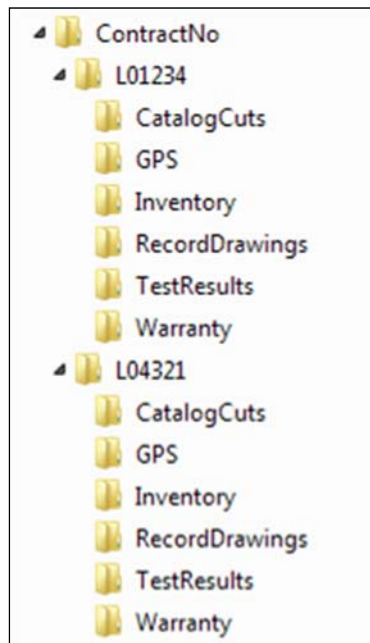 ContractNo
L01234
CatalogCuts
GPS
Inventory
RecordDrawings
TestResults
Warranty
L04321
CatalogCuts
GPS
Inventory
RecordDrawings
TestResults
Warranty